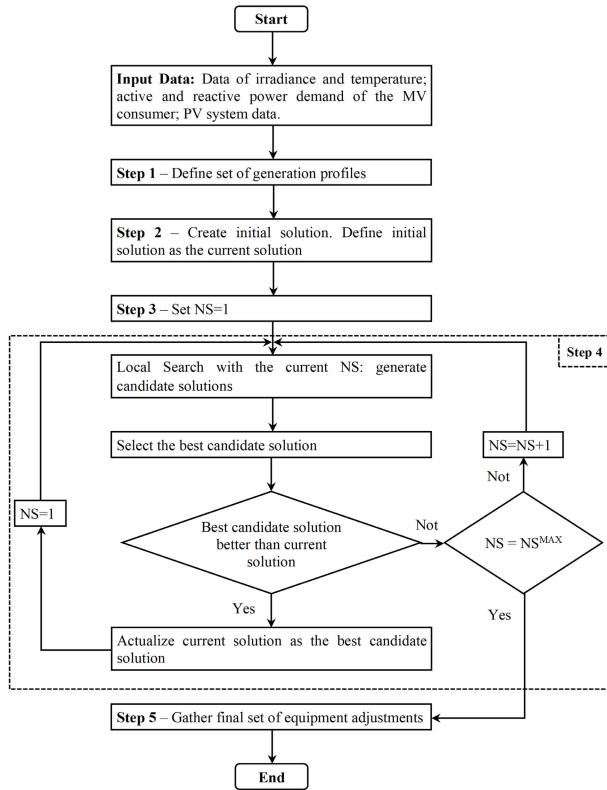 Start
Input Data: Data of irradiance and temperature;
active and reactive power demand of the MV
consumer; PV system data.
Step 1 – Define set of generation profiles
Step 2 – Create initial solution. Define initial
solution as the current solution
Step 3 – Set NS=1
Step 4
Local Search with the current NS: generate
candidate solutions
Select the best candidate solution
NS=NS+1
Not
NS=1
Best candidate solution
better than current
solution
Not
NS = NS^MAX
Yes
Yes
Actualize current solution as the best candidate
solution
Step 5 – Gather final set of equipment adjustments
End